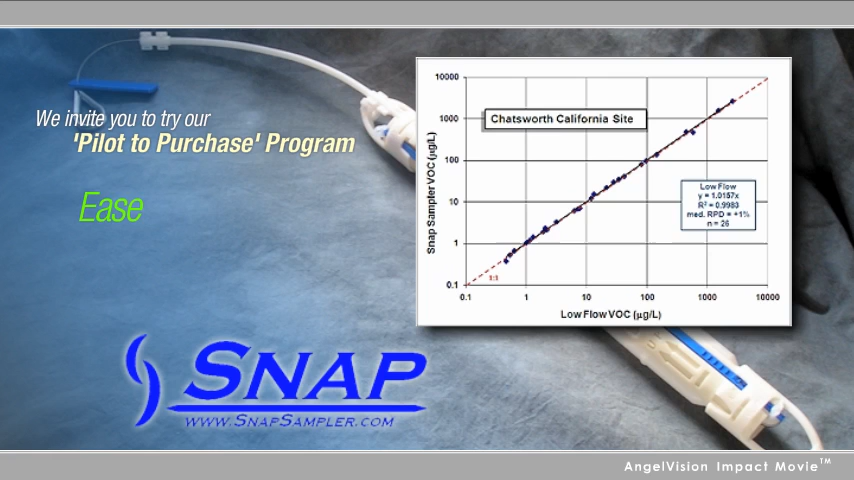 We invite you to try our
'Pilot to Purchase' Program
Ease
SNAP
WWW.SNAPSAMPLER.COM
Chatsworth California Site
Snap Sampler VOC (µg/L)
10000
1000
100
10
1
0.1
Low Flow
y = 1.0157x
R² = 0.9983
med. RPD = +1%
n = 26
1:1
0.1 1 10 100 1000 10000
Low Flow VOC (µg/L)
AngelVision Impact Movie™